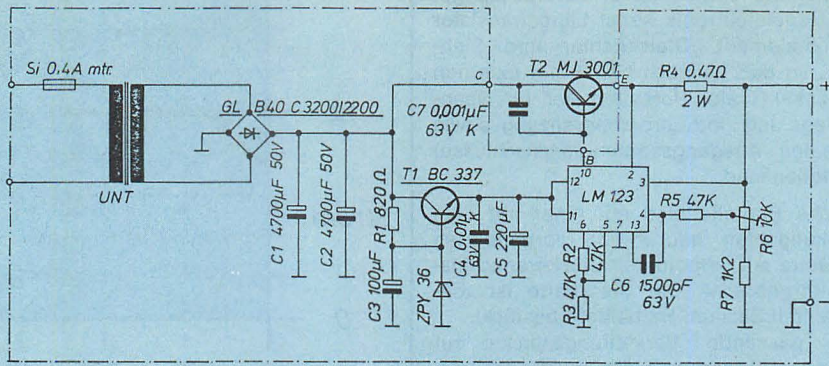 Si 0,4A mtr.
UNT
GL B40 C3200/2200
C1 4700µF 50V
C2 4700µF 50V
R1 820Ω
C3 100µF
T1 BC 337
ZPY 36
C4 0.01µ
63V K
C5 220µF
C
T2 MJ 3001
E
C7 0,001µF
63V K
B
10
2
12
3
LM 123
11
4
6
5
7
13
R2
47K
R3 47K
C6 1500pF
63V
R4 0,47Ω
2 W
R5 47K
R6 10K
R7 1K2
+
−